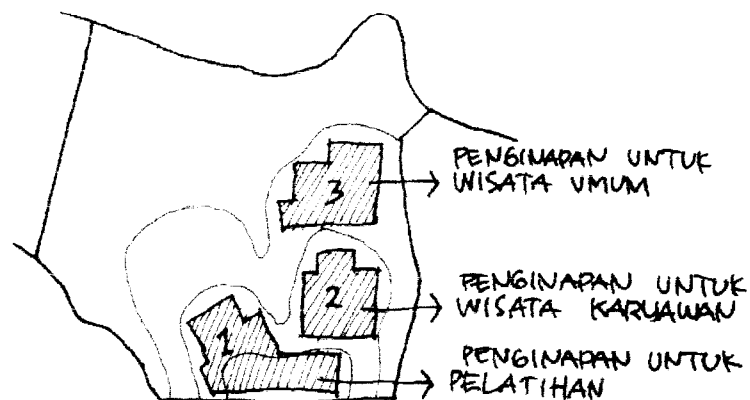 3
PENGINAPAN UNTUK
WISATA UMUM
2
PENGINAPAN UNTUK
WISATA KARYAWAN
1
PENGINAPAN UNTUK
PELATIHAN